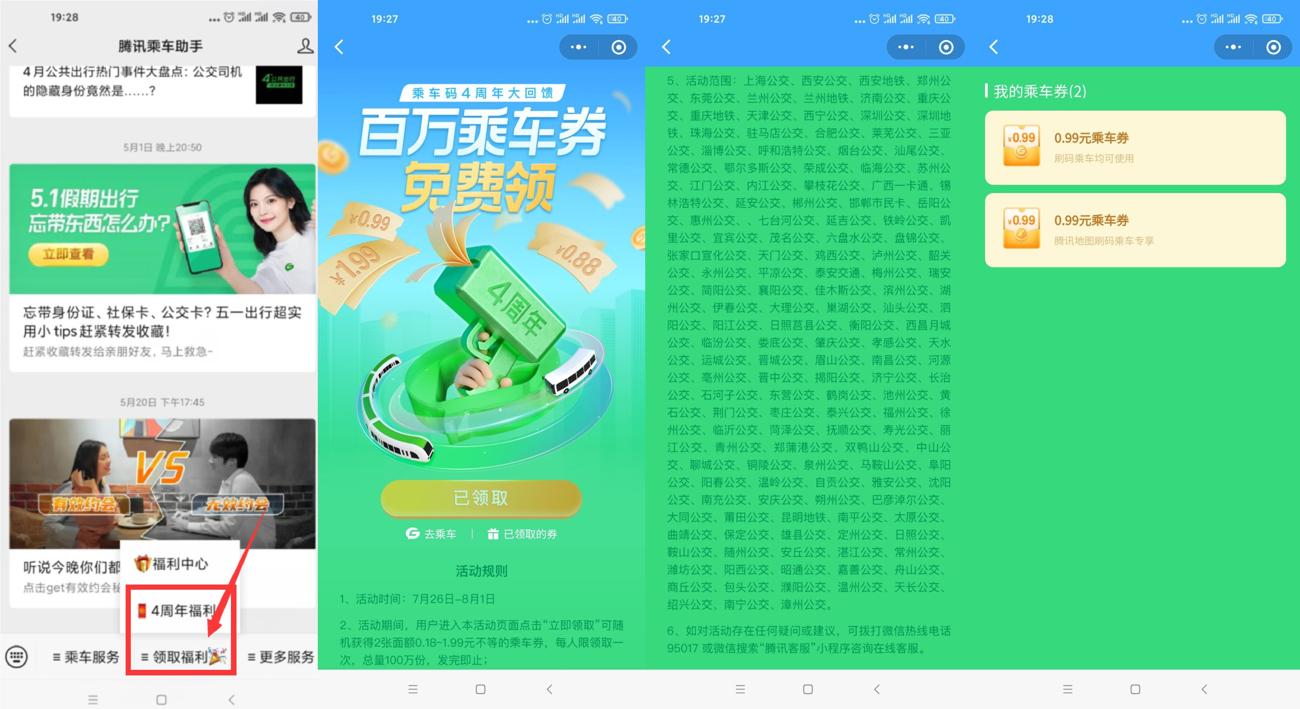 19:28
40
腾讯乘车助手
4月公共出行热门事件大盘点:公交司机
的隐藏身份竟然是……?
4公共出行
5月1日 晚上20:50
5.1假期出行
忘带东西怎么办?
立即查看
忘带身份证、社保卡、公交卡?五一出行超实
用小tips赶紧转发收藏!
赶紧收藏转发给亲朋好友,马上救急~
5月20日 下午17:45
VS
有效约会
无效约会
听说今晚你们都
点击get有效约会秘
福利中心
4周年福利
乘车服务
领取福利
更多服务
19:27
40
乘车码4周年大回馈
百万乘车券
免费领
¥0.99
¥1.99
¥0.88
4周年
已领取
去乘车
已领取的券
活动规则
1、活动时间:7月26日-8月1日
2、活动期间,用户进入本活动页面点击“立即领取”可随
机获得2张面额0.18-1.99元不等的乘车券,每人限领取一
次,总量100万份,发完即止;
19:27
40
5、活动范围:上海公交、西安公交、西安地铁、郑州公
交、东莞公交、兰州公交、兰州地铁、济南公交、重庆公
交、重庆地铁、天津公交、西宁公交、深圳公交、深圳地
铁、珠海公交、驻马店公交、合肥公交、莱芜公交、三亚
公交、淄博公交、呼和浩特公交、烟台公交、汕尾公交、
常德公交、鄂尔多斯公交、荣成公交、临海公交、苏州公
交、江门公交、内江公交、攀枝花公交、广西一卡通、锡
林浩特公交、延安公交、郴州公交、邯郸市民卡、岳阳公
交、惠州公交、、七台河公交、延吉公交、铁岭公交、凯
里公交、宜宾公交、茂名公交、六盘水公交、盘锦公交、
张家口宣化公交、天门公交、鸡西公交、泸州公交、韶关
公交、永州公交、平凉公交、泰安交通、梅州公交、瑞安
公交、简阳公交、襄阳公交、佳木斯公交、滨州公交、湖
州公交、伊春公交、大理公交、巢湖公交、汕头公交、泗
阳公交、阳江公交、日照莒县公交、衡阳公交、西昌月城
公交、临汾公交、娄底公交、肇庆公交、孝感公交、天水
公交、运城公交、晋城公交、眉山公交、南昌公交、河源
公交、亳州公交、晋中公交、揭阳公交、济宁公交、长治
公交、石河子公交、东营公交、鹤岗公交、池州公交、黄
石公交、荆门公交、枣庄公交、泰兴公交、福州公交、徐
州公交、临沂公交、菏泽公交、抚顺公交、寿光公交、丽
江公交、青州公交、郑蒲港公交、双鸭山公交、中山公
交、聊城公交、铜陵公交、泉州公交、马鞍山公交、阜阳
公交、阳春公交、温岭公交、自贡公交、雅安公交、沈阳
公交、南充公交、安庆公交、朔州公交、巴彦淖尔公交、
大同公交、莆田公交、昆明地铁、南平公交、太原公交、
曲靖公交、保定公交、雄县公交、定州公交、日照公交、
鞍山公交、随州公交、安丘公交、湛江公交、常州公交、
潍坊公交、阳西公交、昭通公交、嘉善公交、舟山公交、
商丘公交、包头公交、濮阳公交、温州公交、天长公交、
绍兴公交、南宁公交、漳州公交。
6、如对活动存在任何疑问或建议,可拨打微信热线电话
95017 或微信搜索“腾讯客服”小程序咨询在线客服。
19:28
40
我的乘车券(2)
¥0.99
0.99元乘车券
刷码乘车均可使用
¥0.99
0.99元乘车券
腾讯地图刷码乘车专享